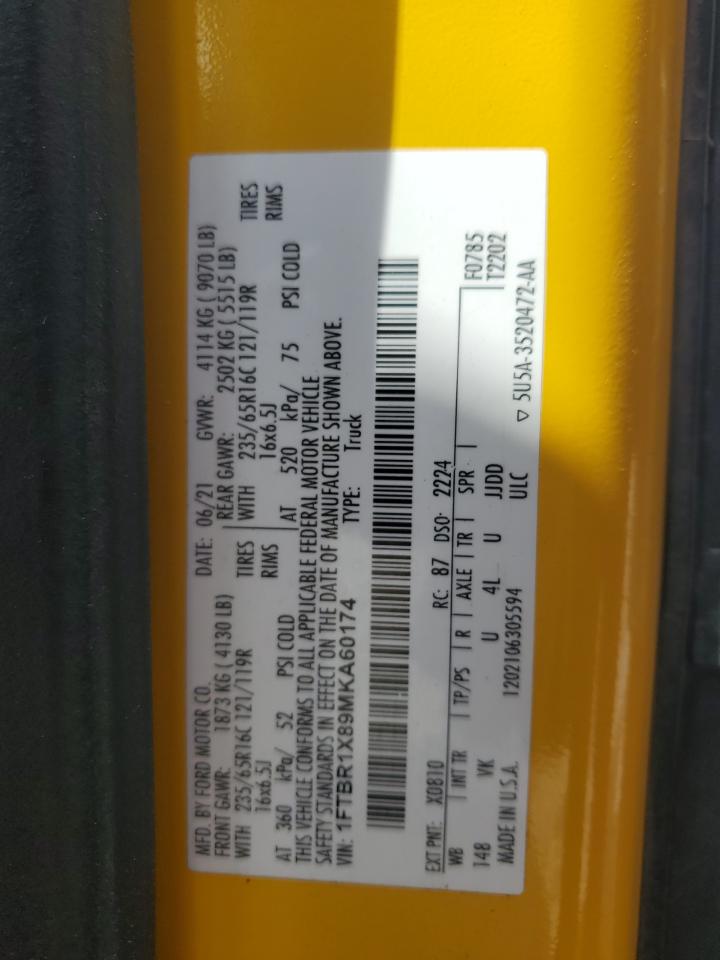 MFD. BY FORD MOTOR CO.
DATE: 06/21 GVWR: 4114 KG ( 9070 LB)
FRONT GAWR: 1873 KG ( 4130 LB) REAR GAWR: 2502 KG ( 5515 LB)
WITH 235/65R16C 121/119R TIRES WITH 235/65R16C 121/119R TIRES
16x6.5J RIMS 16x6.5J RIMS
AT 360 kPa/ 52 PSI COLD AT 520 kPa/ 75 PSI COLD
THIS VEHICLE CONFORMS TO ALL APPLICABLE FEDERAL MOTOR VEHICLE
SAFETY STANDARDS IN EFFECT ON THE DATE OF MANUFACTURE SHOWN ABOVE.
VIN: 1FTBR1X89MKA60174 TYPE: Truck
EXT PNT: X0810 RC: 87 DSO: 2224
WB INT TR TP/PS R AXLE TR SPR F0785
148 VK U 4L U JJDD T2202
MADE IN U.S.A. 1202106305594 ULC ▽ 5U5A-3520472-AA